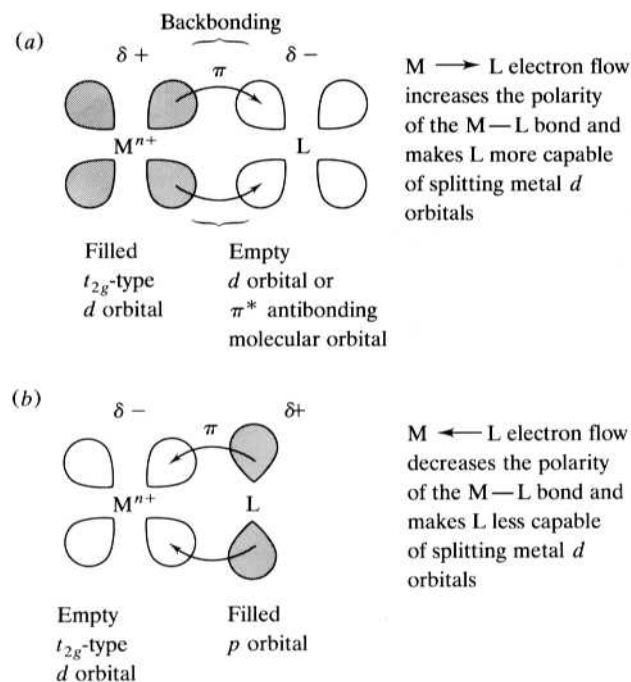 Backbonding
(a)
δ + π δ −
Mⁿ⁺ L
Filled
t₂g-type
d orbital
Empty
d orbital or
π* antibonding
molecular orbital
M ⟶ L electron flow
increases the polarity
of the M—L bond and
makes L more capable
of splitting metal d
orbitals
(b)
δ − π δ+
Mⁿ⁺ L
Empty
t₂g-type
d orbital
Filled
p orbital
M ⟵ L electron flow
decreases the polarity
of the M—L bond and
makes L less capable
of splitting metal d
orbitals